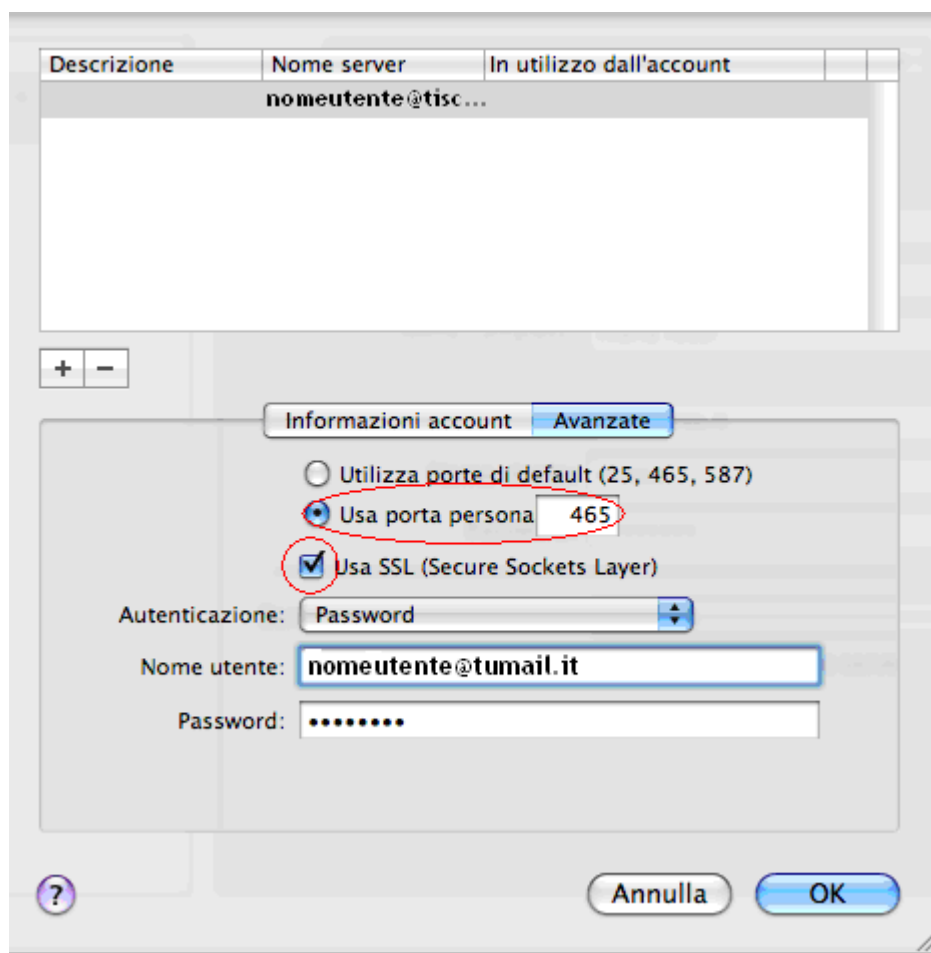 Descrizione Nome server In utilizzo dall'account
nomeutente@tisc...
+ −
Informazioni account Avanzate
Utilizza porte di default (25, 465, 587)
Usa porta persona 465
Usa SSL (Secure Sockets Layer)
Autenticazione: Password
Nome utente: nomeutente@tumail.it
Password: ••••••••
? Annulla OK